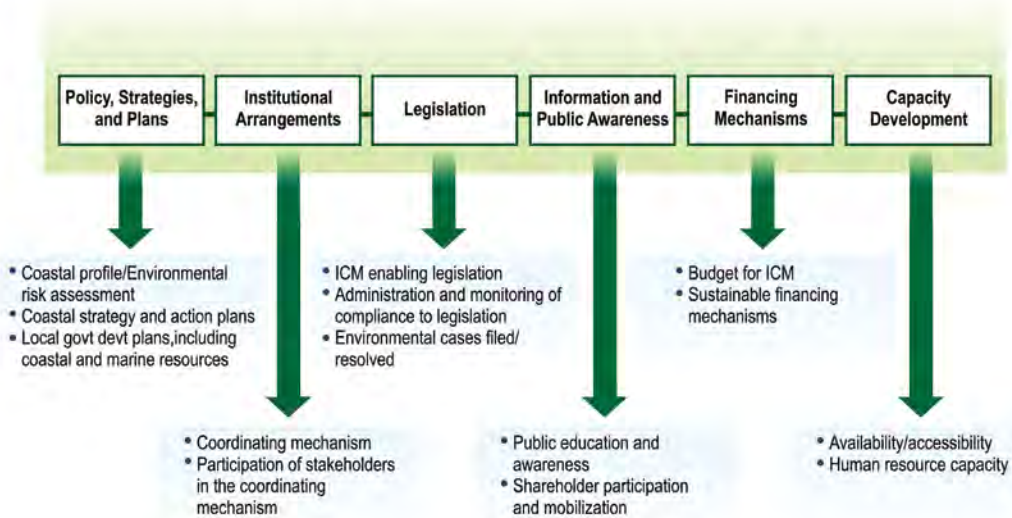 Policy, Strategies,
and Plans
Institutional
Arrangements
Legislation
Information and
Public Awareness
Financing
Mechanisms
Capacity
Development
• Coastal profile/Environmental
risk assessment
• Coastal strategy and action plans
• Local govt devt plans,including
coastal and marine resources
• ICM enabling legislation
• Administration and monitoring of
compliance to legislation
• Environmental cases filed/
resolved
• Budget for ICM
• Sustainable financing
mechanisms
• Coordinating mechanism
• Participation of stakeholders
in the coordinating
mechanism
• Public education and
awareness
• Shareholder participation
and mobilization
• Availability/accessibility
• Human resource capacity